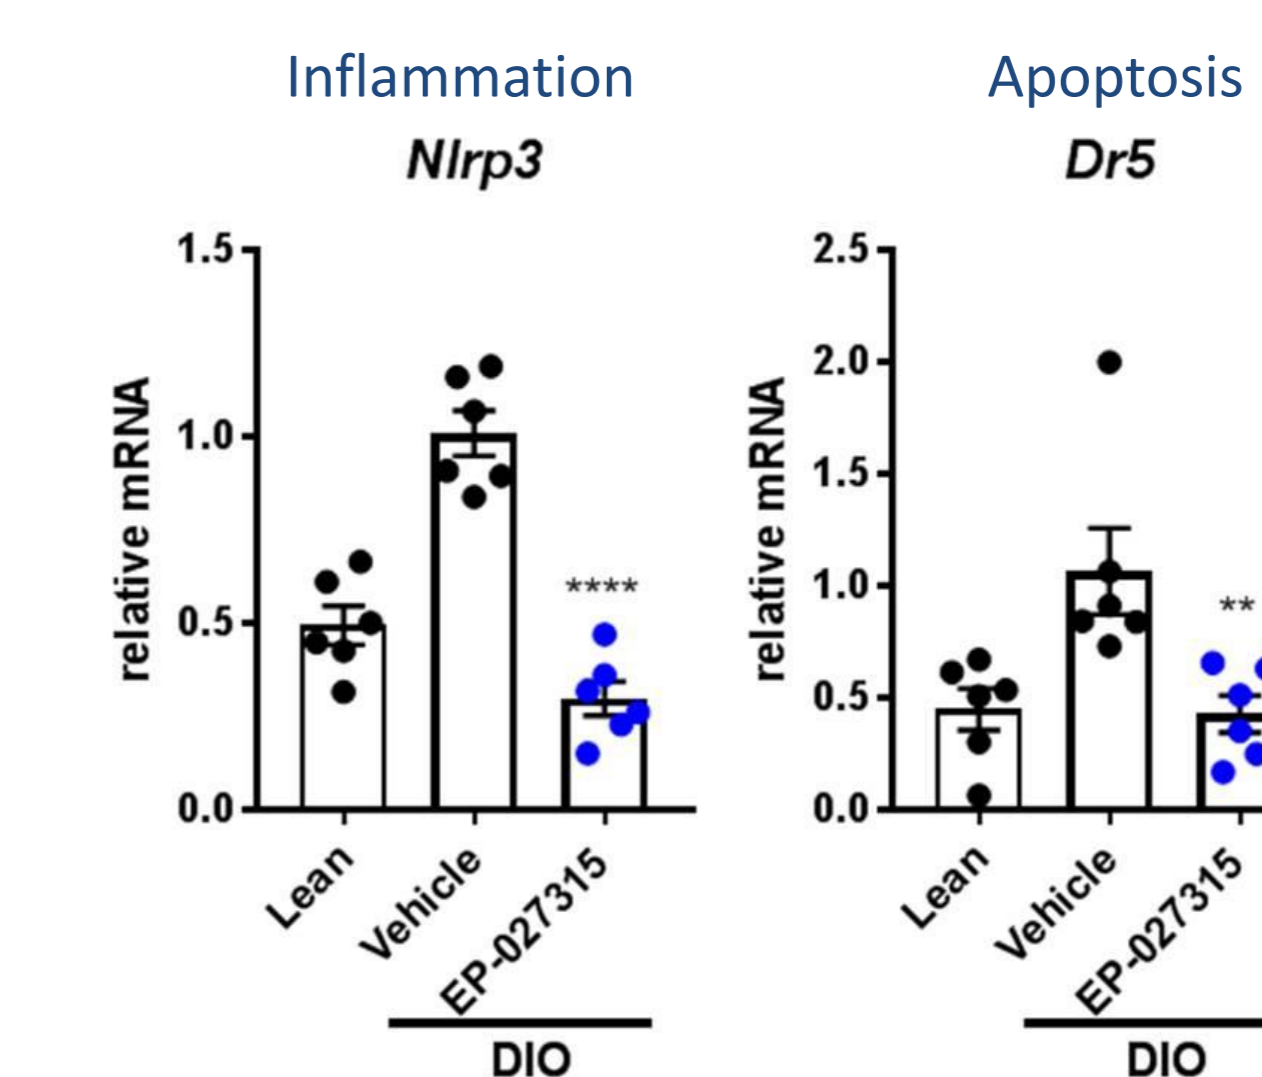 Inflammation
Nlrp3
relative mRNA
1.5
1.0
0.5
0.0
****
Lean
Vehicle
EP-027315
DIO
Apoptosis
Dr5
relative mRNA
2.5
2.0
1.5
1.0
0.5
0.0
**
Lean
Vehicle
EP-027315
DIO